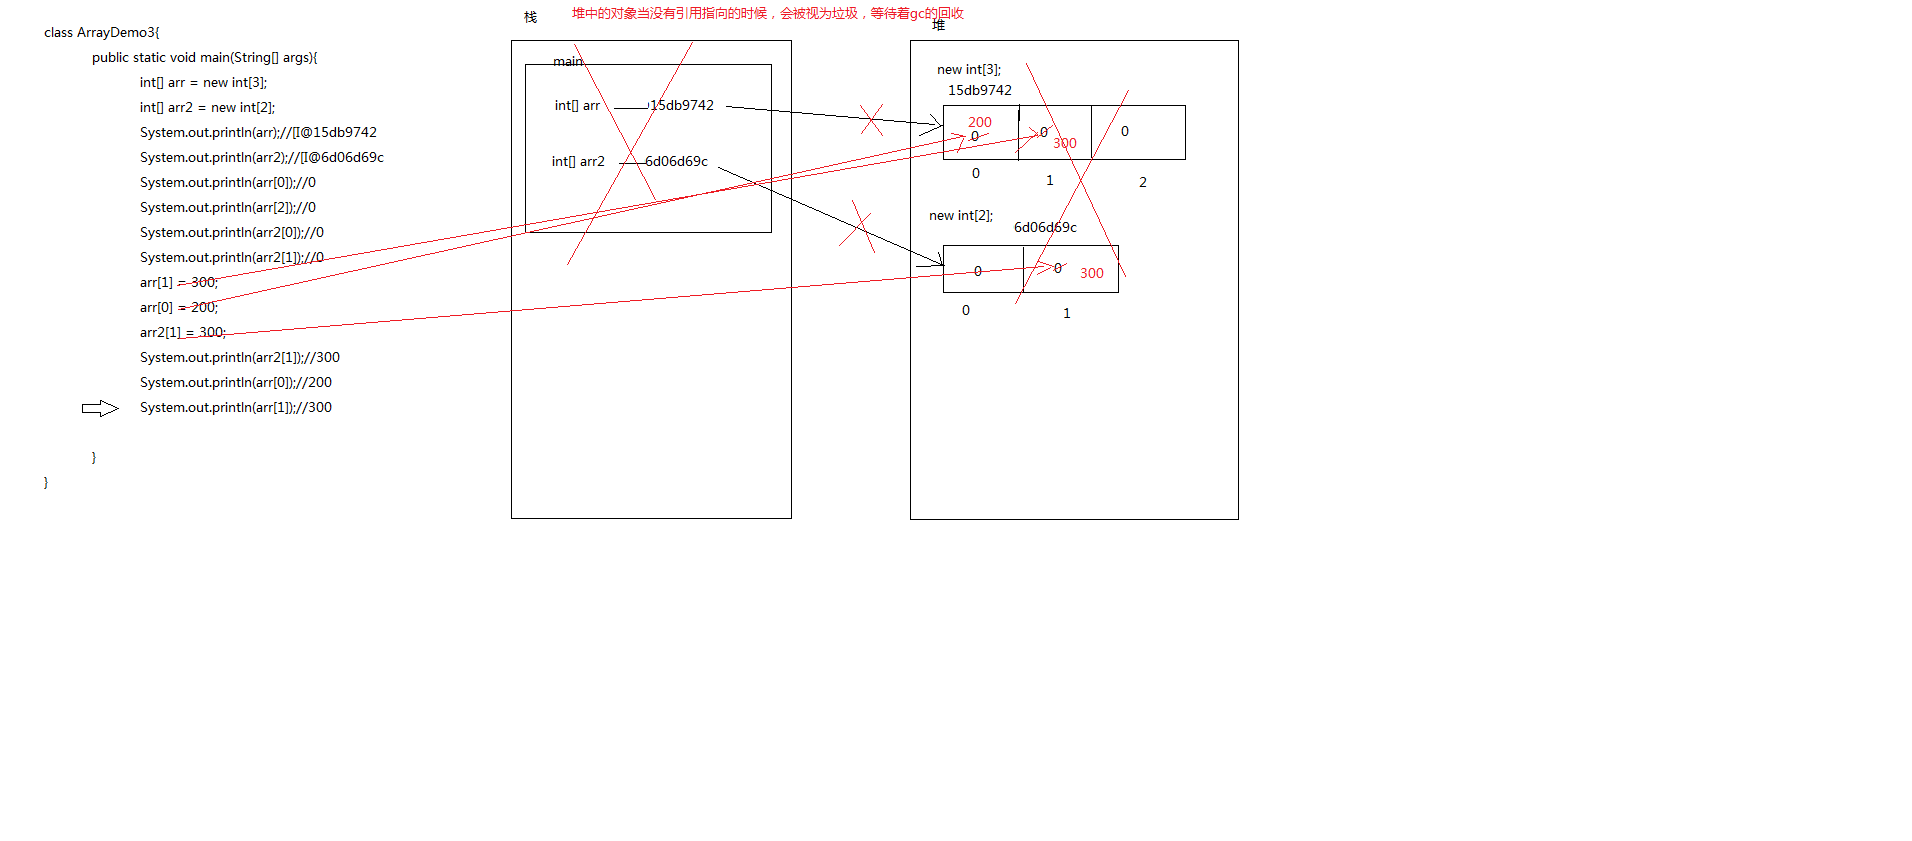 class ArrayDemo3{
public static void main(String[] args){
int[] arr = new int[3];
int[] arr2 = new int[2];
System.out.println(arr);//[I@15db9742
System.out.println(arr2);//[I@6d06d69c
System.out.println(arr[0]);//0
System.out.println(arr[2]);//0
System.out.println(arr2[0]);//0
System.out.println(arr2[1]);//0
arr[1] = 300;
arr[0] = 200;
arr2[1] = 300;
System.out.println(arr2[1]);//300
System.out.println(arr[0]);//200
System.out.println(arr[1]);//300
}
}
栈
堆中的对象当没有引用指向的时候，会被视为垃圾，等待着gc的回收
堆
main
int[] arr 15db9742
int[] arr2 6d06d69c
new int[3];
15db9742
200
0 0 0
300
0 1 2
new int[2];
6d06d69c
0 0 300
0 1